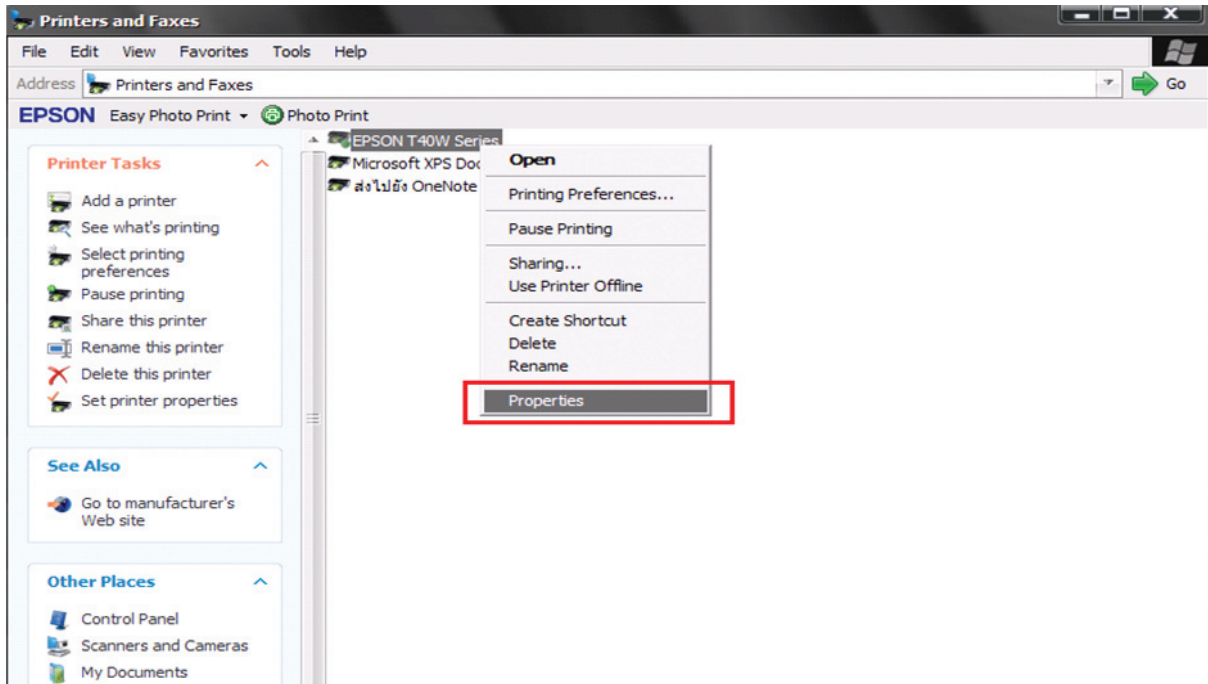 Printers and Faxes
File Edit View Favorites Tools Help
Address Printers and Faxes Go
EPSON Easy Photo Print Photo Print
Printer Tasks
Add a printer
See what's printing
Select printing
preferences
Pause printing
Share this printer
Rename this printer
Delete this printer
Set printer properties
See Also
Go to manufacturer's
Web site
Other Places
Control Panel
Scanners and Cameras
My Documents
EPSON T40W Series
Microsoft XPS Doc
ส่งไปยัง OneNote
Open
Printing Preferences...
Pause Printing
Sharing...
Use Printer Offline
Create Shortcut
Delete
Rename
Properties